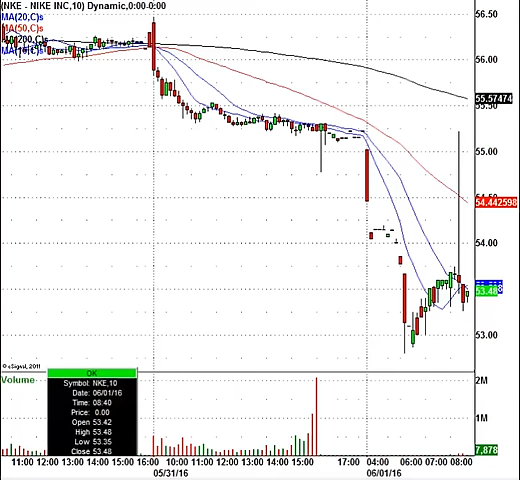 (NKE - NIKE INC,10) Dynamic,0:00-0:00
MA(20,C)s
MA(50,C)s
MA(200,C)s
56.50
56.00
55.57474
55.50
55.00
54.50
54.442598
54.00
53.48
53.00
© eSignal, 2011
Volume
OK
Symbol: NKE,10
Date: 06/01/16
Time: 08:40
Price: 0.00
Open 53.42
High 53.48
Low 53.35
Close 53.48
2M
1M
7,878
11:00 12:00 13:00 14:00 15:00 16:00 10:00 11:00 12:00 13:00 14:00 15:00 17:00 04:00 06:00 07:00 08:00
05/31/16 06/01/16